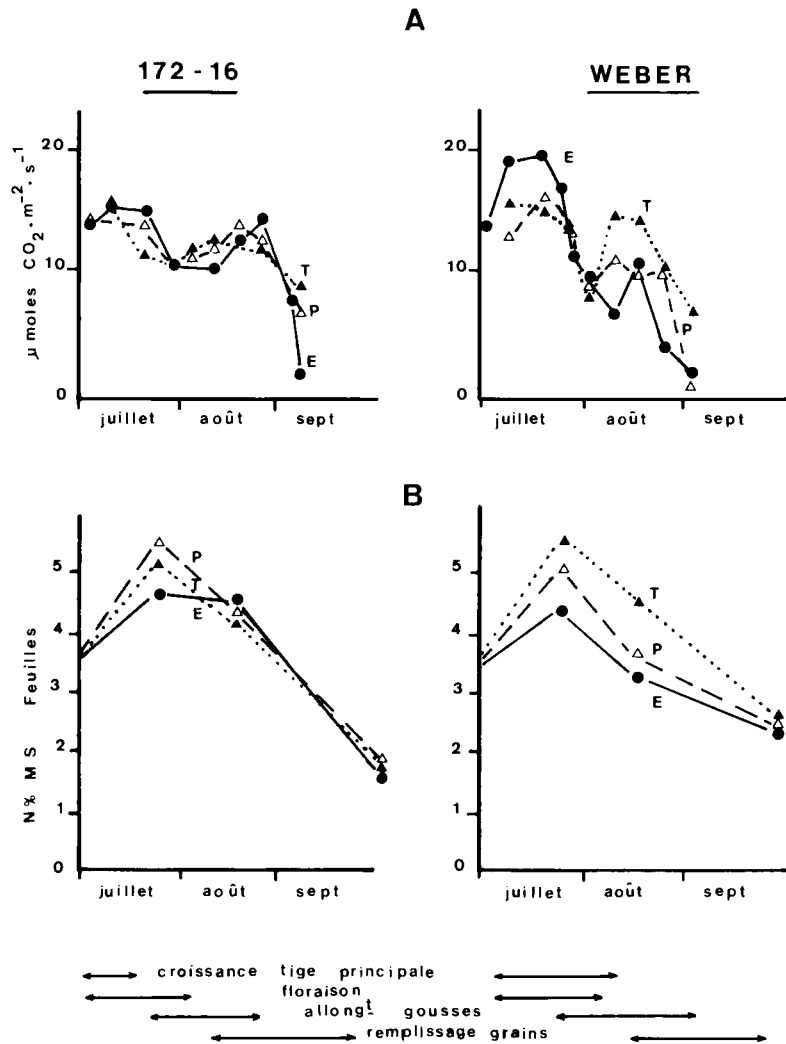 A
172 - 16
WEBER
µmoles CO₂. m⁻². s⁻¹
20
10
0
T
P
E
juillet août sept
20
10
0
E
T
P
juillet août sept
B
N% MS Feuilles
5
4
3
2
1
0
P
T
E
juillet août sept
5
4
3
2
1
0
T
P
E
juillet août sept
croissance tige principale
floraison
allongᵗ gousses
remplissage grains